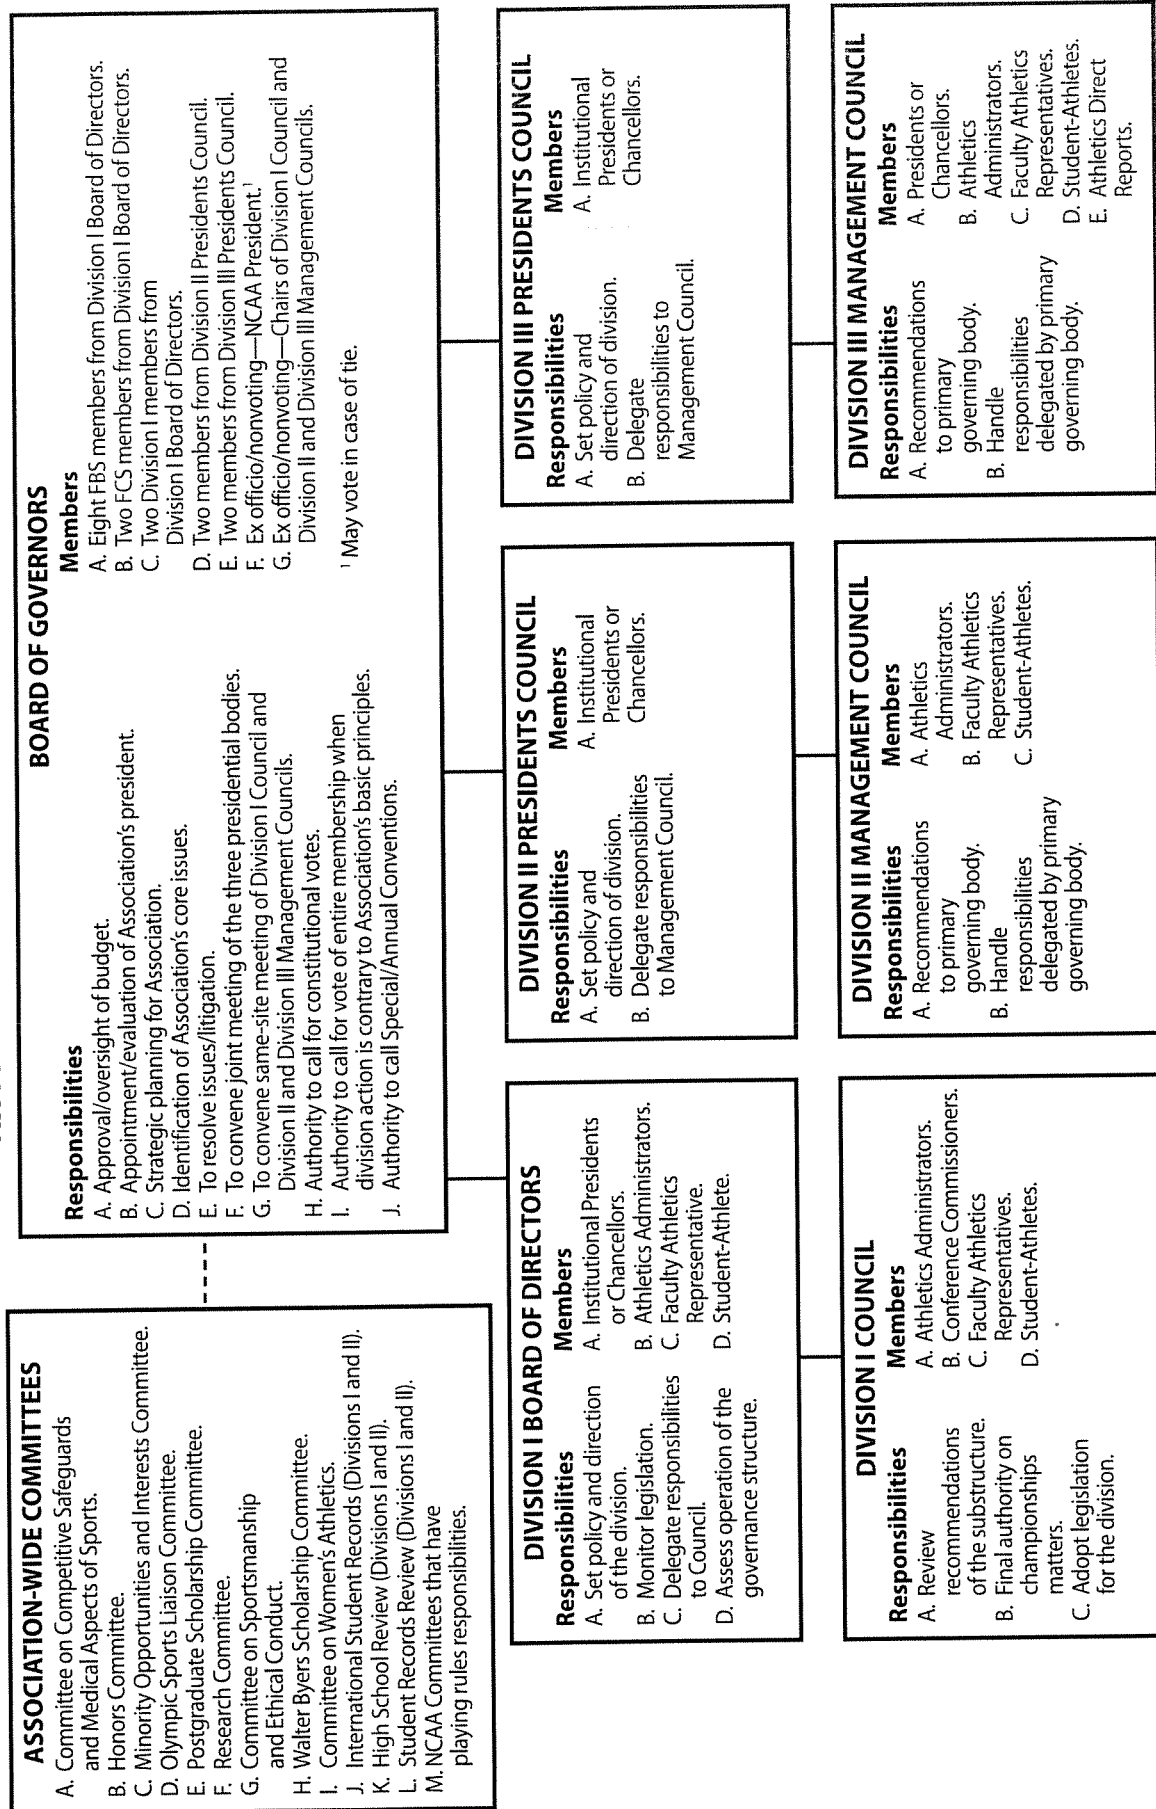 ASSOCIATION-WIDE COMMITTEES
A. Committee on Competitive Safeguards
and Medical Aspects of Sports.
B. Honors Committee.
C. Minority Opportunities and Interests Committee.
D. Olympic Sports Liaison Committee.
E. Postgraduate Scholarship Committee.
F. Research Committee.
G. Committee on Sportsmanship
and Ethical Conduct.
H. Walter Byers Scholarship Committee.
I. Committee on Women's Athletics.
J. International Student Records (Divisions I and II).
K. High School Review (Divisions I and II).
L. Student Records Review (Divisions I and II).
M. NCAA Committees that have
playing rules responsibilities.
BOARD OF GOVERNORS
Responsibilities
A. Approval/oversight of budget.
B. Appointment/evaluation of Association's president.
C. Strategic planning for Association.
D. Identification of Association's core issues.
E. To resolve issues/litigation.
F. To convene joint meeting of the three presidential bodies.
G. To convene same-site meeting of Division I Council and
Division II and Division III Management Councils.
H. Authority to call for constitutional votes.
I. Authority to call for vote of entire membership when
division action is contrary to Association's basic principles.
J. Authority to call Special/Annual Conventions.
Members
A. Eight FBS members from Division I Board of Directors.
B. Two FCS members from Division I Board of Directors.
C. Two Division I members from
Division I Board of Directors.
D. Two members from Division II Presidents Council.
E. Two members from Division III Presidents Council.
F. Ex officio/nonvoting—NCAA President.¹
G. Ex officio/nonvoting—Chairs of Division I Council and
Division II and Division III Management Councils.
¹ May vote in case of tie.
DIVISION I BOARD OF DIRECTORS
Responsibilities
A. Set policy and direction
of the division.
B. Monitor legislation.
C. Delegate responsibilities
to Council.
D. Assess operation of the
governance structure.
Members
A. Institutional Presidents
or Chancellors.
B. Athletics Administrators.
C. Faculty Athletics
Representative.
D. Student-Athlete.
DIVISION II PRESIDENTS COUNCIL
Responsibilities
A. Set policy and
direction of division.
B. Delegate responsibilities
to Management Council.
Members
A. Institutional
Presidents or
Chancellors.
DIVISION III PRESIDENTS COUNCIL
Responsibilities
A. Set policy and
direction of division.
B. Delegate
responsibilities to
Management Council.
Members
A. Institutional
Presidents or
Chancellors.
DIVISION I COUNCIL
Responsibilities
A. Review
recommendations
of the substructure.
B. Final authority on
championships
matters.
C. Adopt legislation
for the division.
Members
A. Athletics Administrators.
B. Conference Commissioners.
C. Faculty Athletics
Representatives.
D. Student-Athletes.
DIVISION II MANAGEMENT COUNCIL
Responsibilities
A. Recommendations
to primary
governing body.
B. Handle
responsibilities
delegated by primary
governing body.
Members
A. Athletics
Administrators.
B. Faculty Athletics
Representatives.
C. Student-Athletes.
DIVISION III MANAGEMENT COUNCIL
Responsibilities
A. Recommendations
to primary
governing body.
B. Handle
responsibilities
delegated by primary
governing body.
Members
A. Presidents or
Chancellors.
B. Athletics
Administrators.
C. Faculty Athletics
Representatives.
D. Student-Athletes.
E. Athletics Direct
Reports.